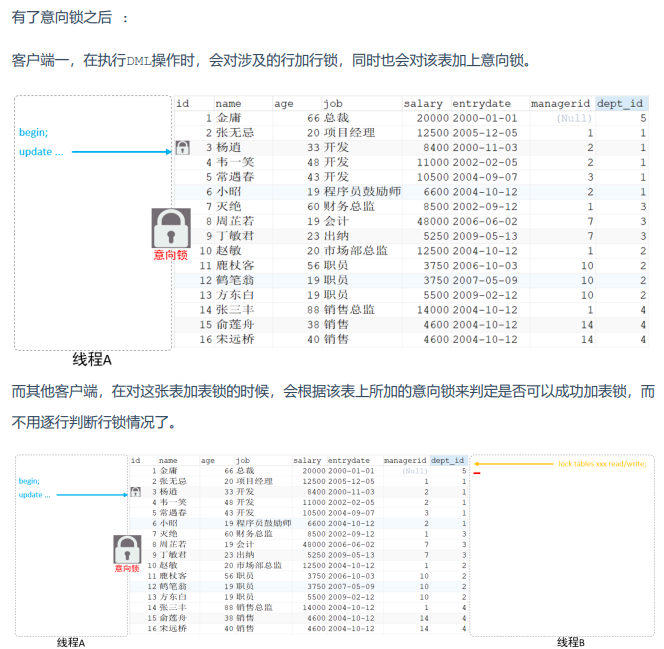 有了意向锁之后 ：
客户端一，在执行DML操作时，会对涉及的行加行锁，同时也会对该表加上意向锁。
id name age job salary entrydate managerid dept_id
1 金庸 66 总裁 20000 2000-01-01 (Null) 5
begin;
2 张无忌 20 项目经理 12500 2005-12-05 1 1
update ...
3 杨逍 33 开发 8400 2000-11-03 2 1
4 韦一笑 48 开发 11000 2002-02-05 2 1
5 常遇春 43 开发 10500 2004-09-07 3 1
6 小昭 19 程序员鼓励师 6600 2004-10-12 2 1
7 灭绝 60 财务总监 8500 2002-09-12 1 3
8 周芷若 19 会计 48000 2006-06-02 7 3
9 丁敏君 23 出纳 5250 2009-05-13 7 3
意向锁
10 赵敏 20 市场部总监 12500 2004-10-12 1 2
11 鹿杖客 56 职员 3750 2006-10-03 10 2
12 鹤笔翁 19 职员 3750 2007-05-09 10 2
13 方东白 19 职员 5500 2009-02-12 10 2
14 张三丰 88 销售总监 14000 2004-10-12 1 4
15 俞莲舟 38 销售 4600 2004-10-12 14 4
16 宋远桥 40 销售 4600 2004-10-12 14 4
线程A
而其他客户端，在对这张表加表锁的时候，会根据该表上所加的意向锁来判定是否可以成功加表锁，而
不用逐行判断行锁情况了。
id name age job salary entrydate managerid dept_id
1 金庸 66 总裁 20000 2000-01-01 (Null) 5
lock tables xxx read/write;
begin;
2 张无忌 20 项目经理 12500 2005-12-05 1 1
update ...
3 杨逍 33 开发 8400 2000-11-03 2 1
4 韦一笑 48 开发 11000 2002-02-05 2 1
5 常遇春 43 开发 10500 2004-09-07 3 1
6 小昭 19 程序员鼓励师 6600 2004-10-12 2 1
7 灭绝 60 财务总监 8500 2002-09-12 1 3
8 周芷若 19 会计 48000 2006-06-02 7 3
9 丁敏君 23 出纳 5250 2009-05-13 7 3
意向锁
10 赵敏 20 市场部总监 12500 2004-10-12 1 2
11 鹿杖客 56 职员 3750 2006-10-03 10 2
12 鹤笔翁 19 职员 3750 2007-05-09 10 2
13 方东白 19 职员 5500 2009-02-12 10 2
14 张三丰 88 销售总监 14000 2004-10-12 1 4
15 俞莲舟 38 销售 4600 2004-10-12 14 4
16 宋远桥 40 销售 4600 2004-10-12 14 4
线程A
线程B